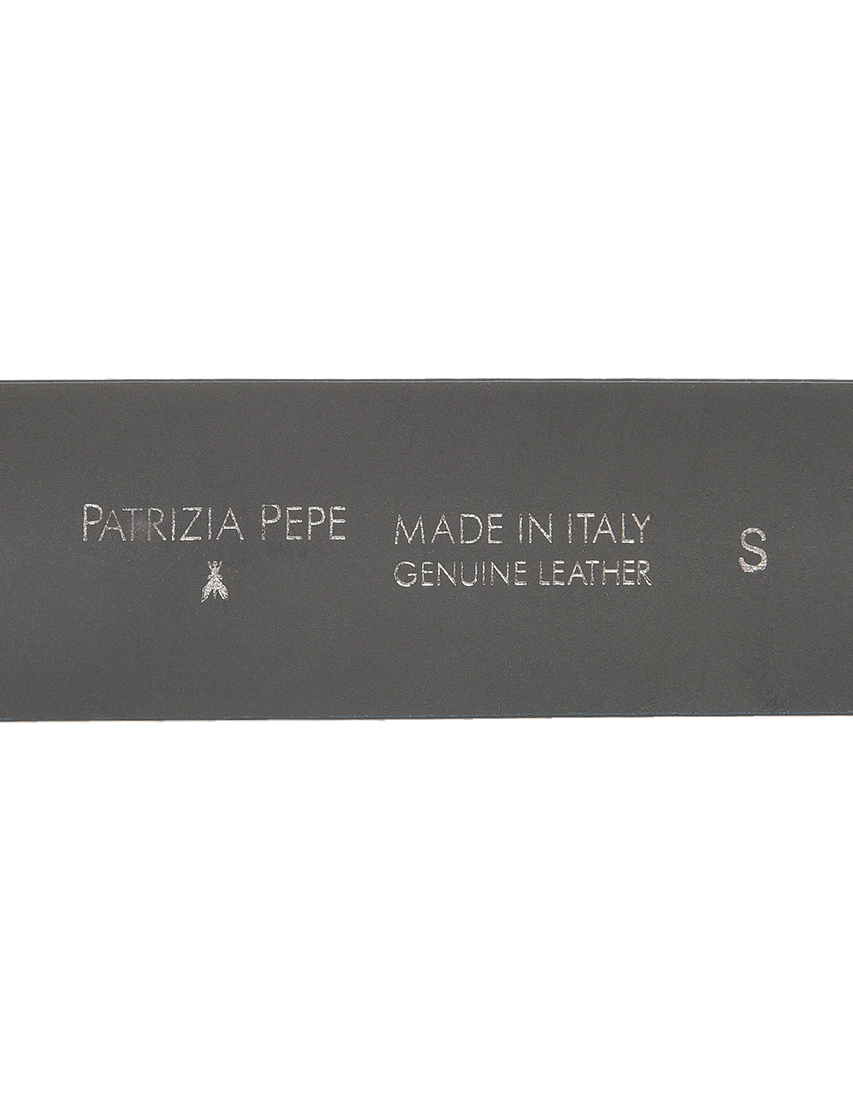 PATRIZIA PEPE
MADE IN ITALY
GENUINE LEATHER
S